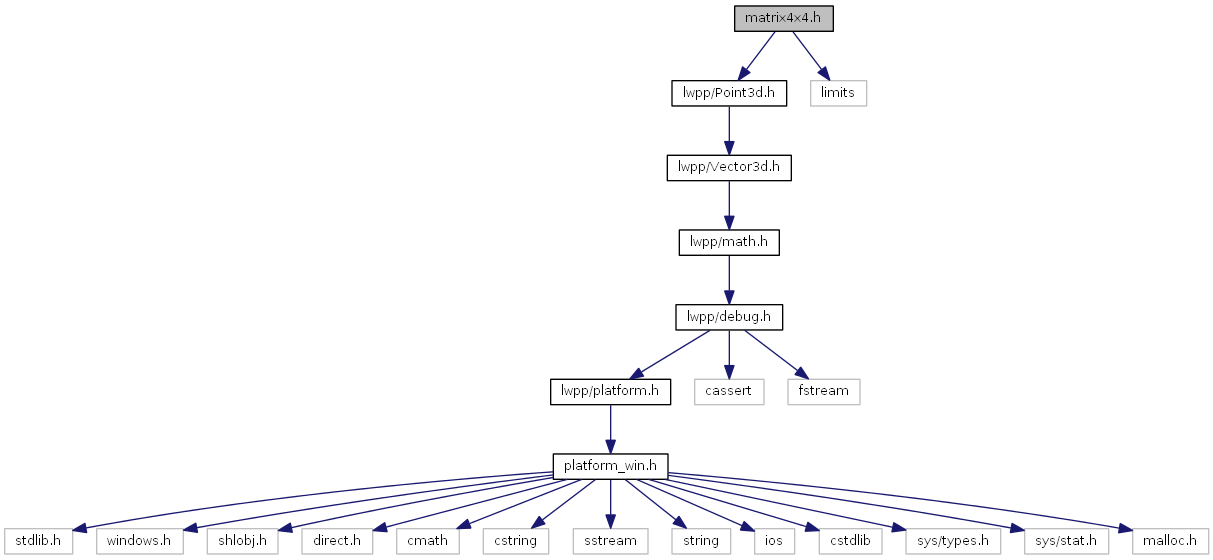 matrix4x4.h
lwpp/Point3d.h
limits
lwpp/Vector3d.h
lwpp/math.h
lwpp/debug.h
lwpp/platform.h
cassert
fstream
platform_win.h
stdlib.h
windows.h
shlobj.h
direct.h
cmath
cstring
sstream
string
ios
cstdlib
sys/types.h
sys/stat.h
malloc.h